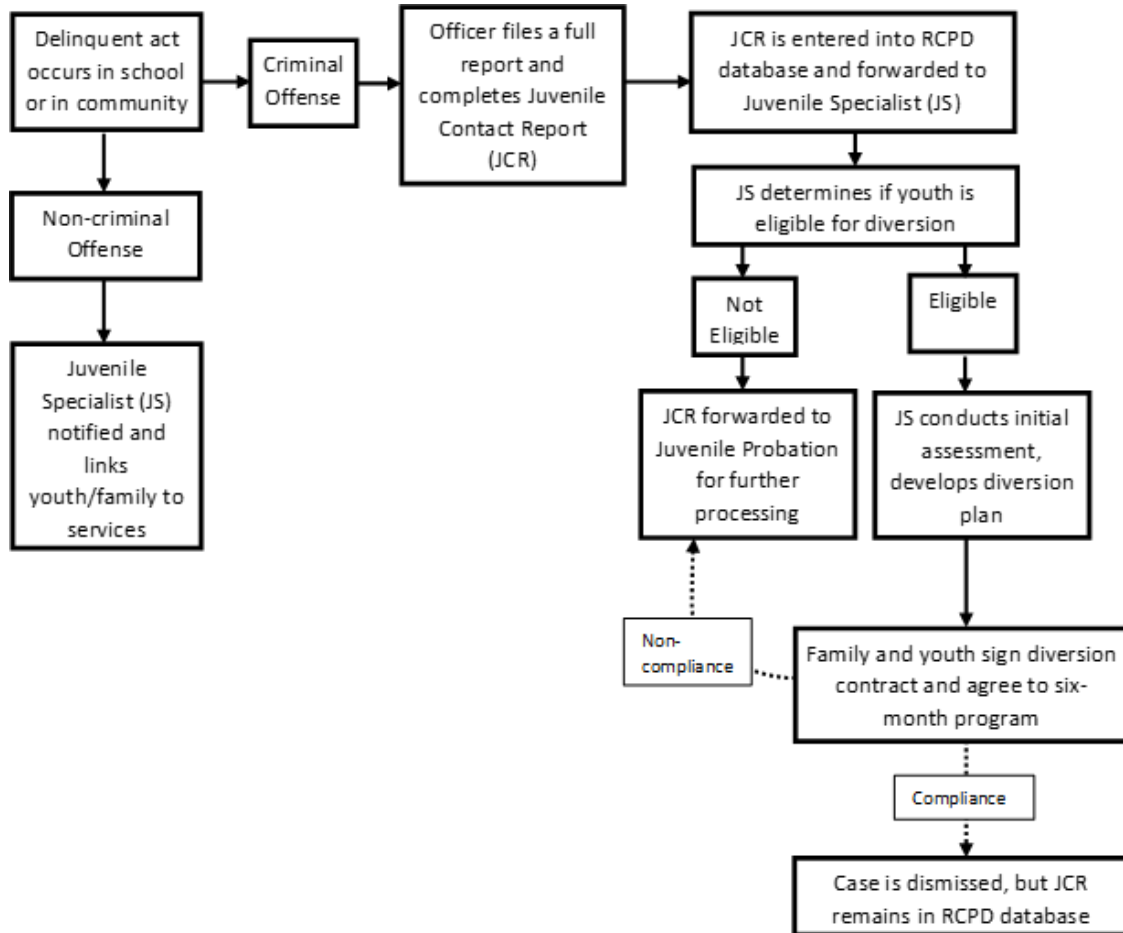 Delinquent act
occurs in school
or in community
Criminal
Offense
Officer files a full
report and
completes Juvenile
Contact Report
(JCR)
JCR is entered into RCPD
database and forwarded to
Juvenile Specialist (JS)
Non-criminal
Offense
Juvenile
Specialist (JS)
notified and
links
youth/family to
services
JS determines if youth is
eligible for diversion
Not
Eligible
Eligible
JCR forwarded to
Juvenile Probation
for further
processing
JS conducts initial
assessment,
develops diversion
plan
Non-
compliance
Family and youth sign diversion
contract and agree to six-
month program
Compliance
Case is dismissed, but JCR
remains in RCPD database